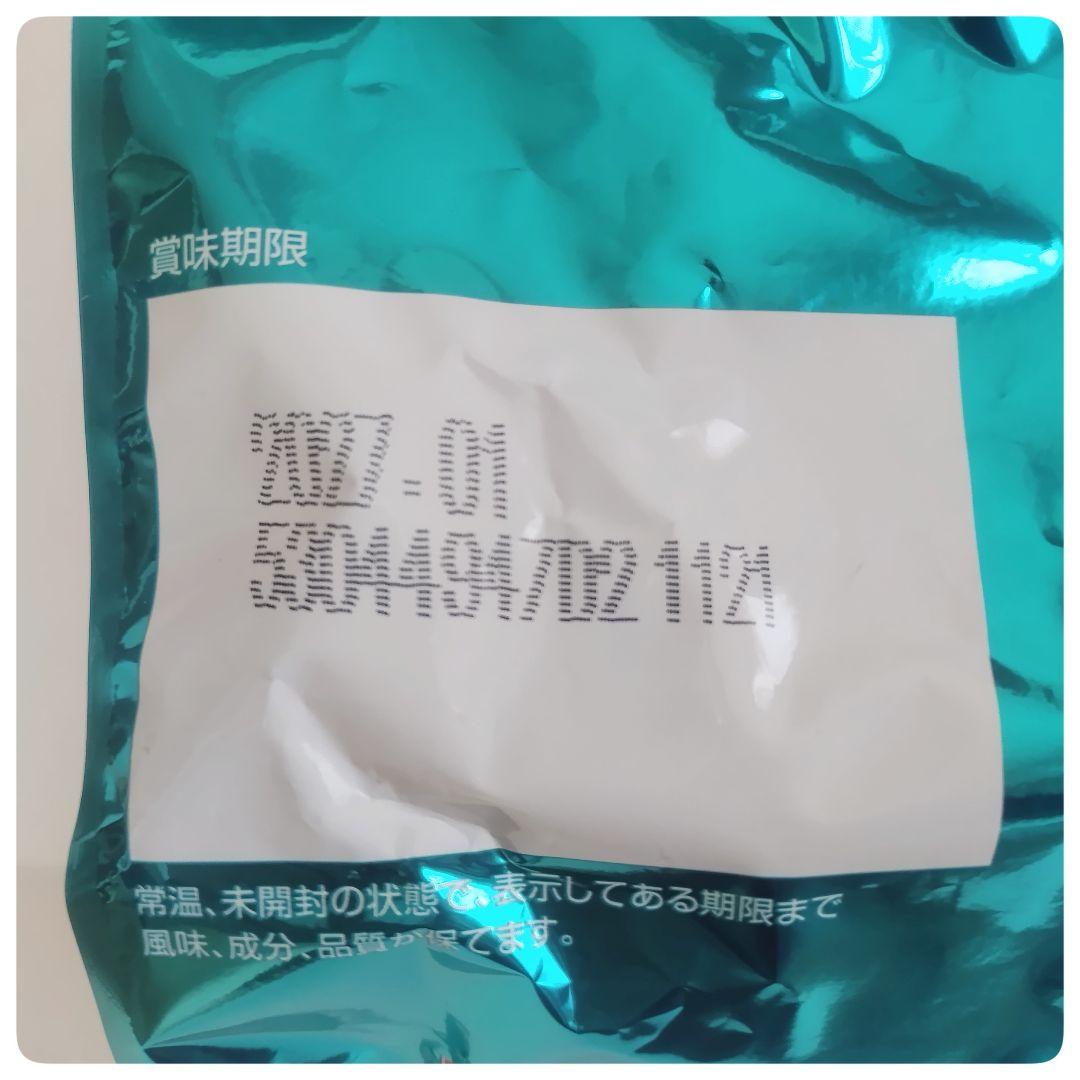 賞味期限
2027.01
常温、未開封の状態で、表示してある期限まで
風味、成分、品質が保てます。